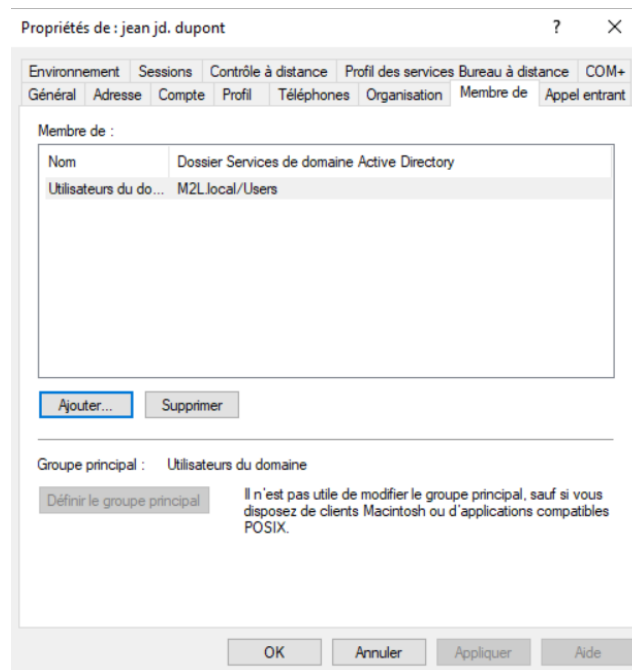 Propriétés de : jean jd. dupont ? ×
Environnement Sessions Contrôle à distance Profil des services Bureau à distance COM+
Général Adresse Compte Profil Téléphones Organisation Membre de Appel entrant
Membre de :
Nom Dossier Services de domaine Active Directory
Utilisateurs du do... M2L.local/Users
Ajouter... Supprimer
Groupe principal : Utilisateurs du domaine
Définir le groupe principal
Il n'est pas utile de modifier le groupe principal, sauf si vous
disposez de clients Macintosh ou d'applications compatibles
POSIX.
OK Annuler Appliquer Aide